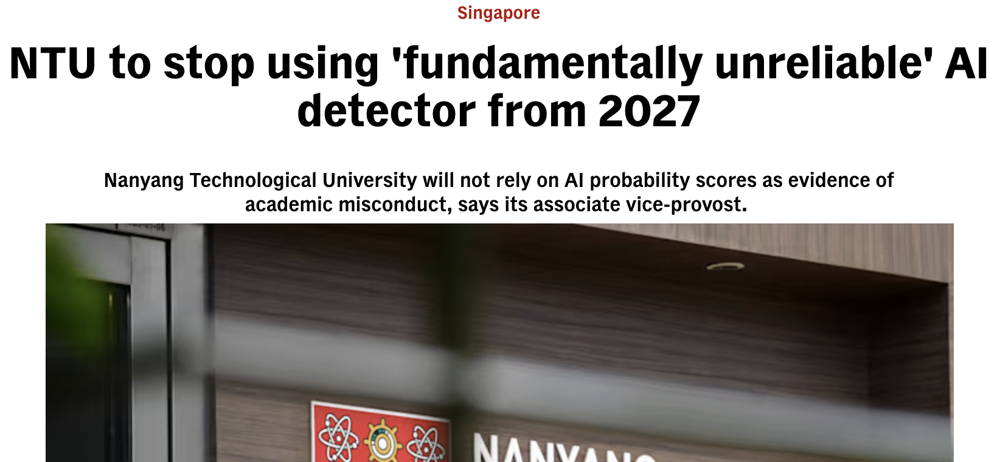 Singapore
NTU to stop using 'fundamentally unreliable' AI
detector from 2027
Nanyang Technological University will not rely on AI probability scores as evidence of
academic misconduct, says its associate vice-provost.
NANYANG